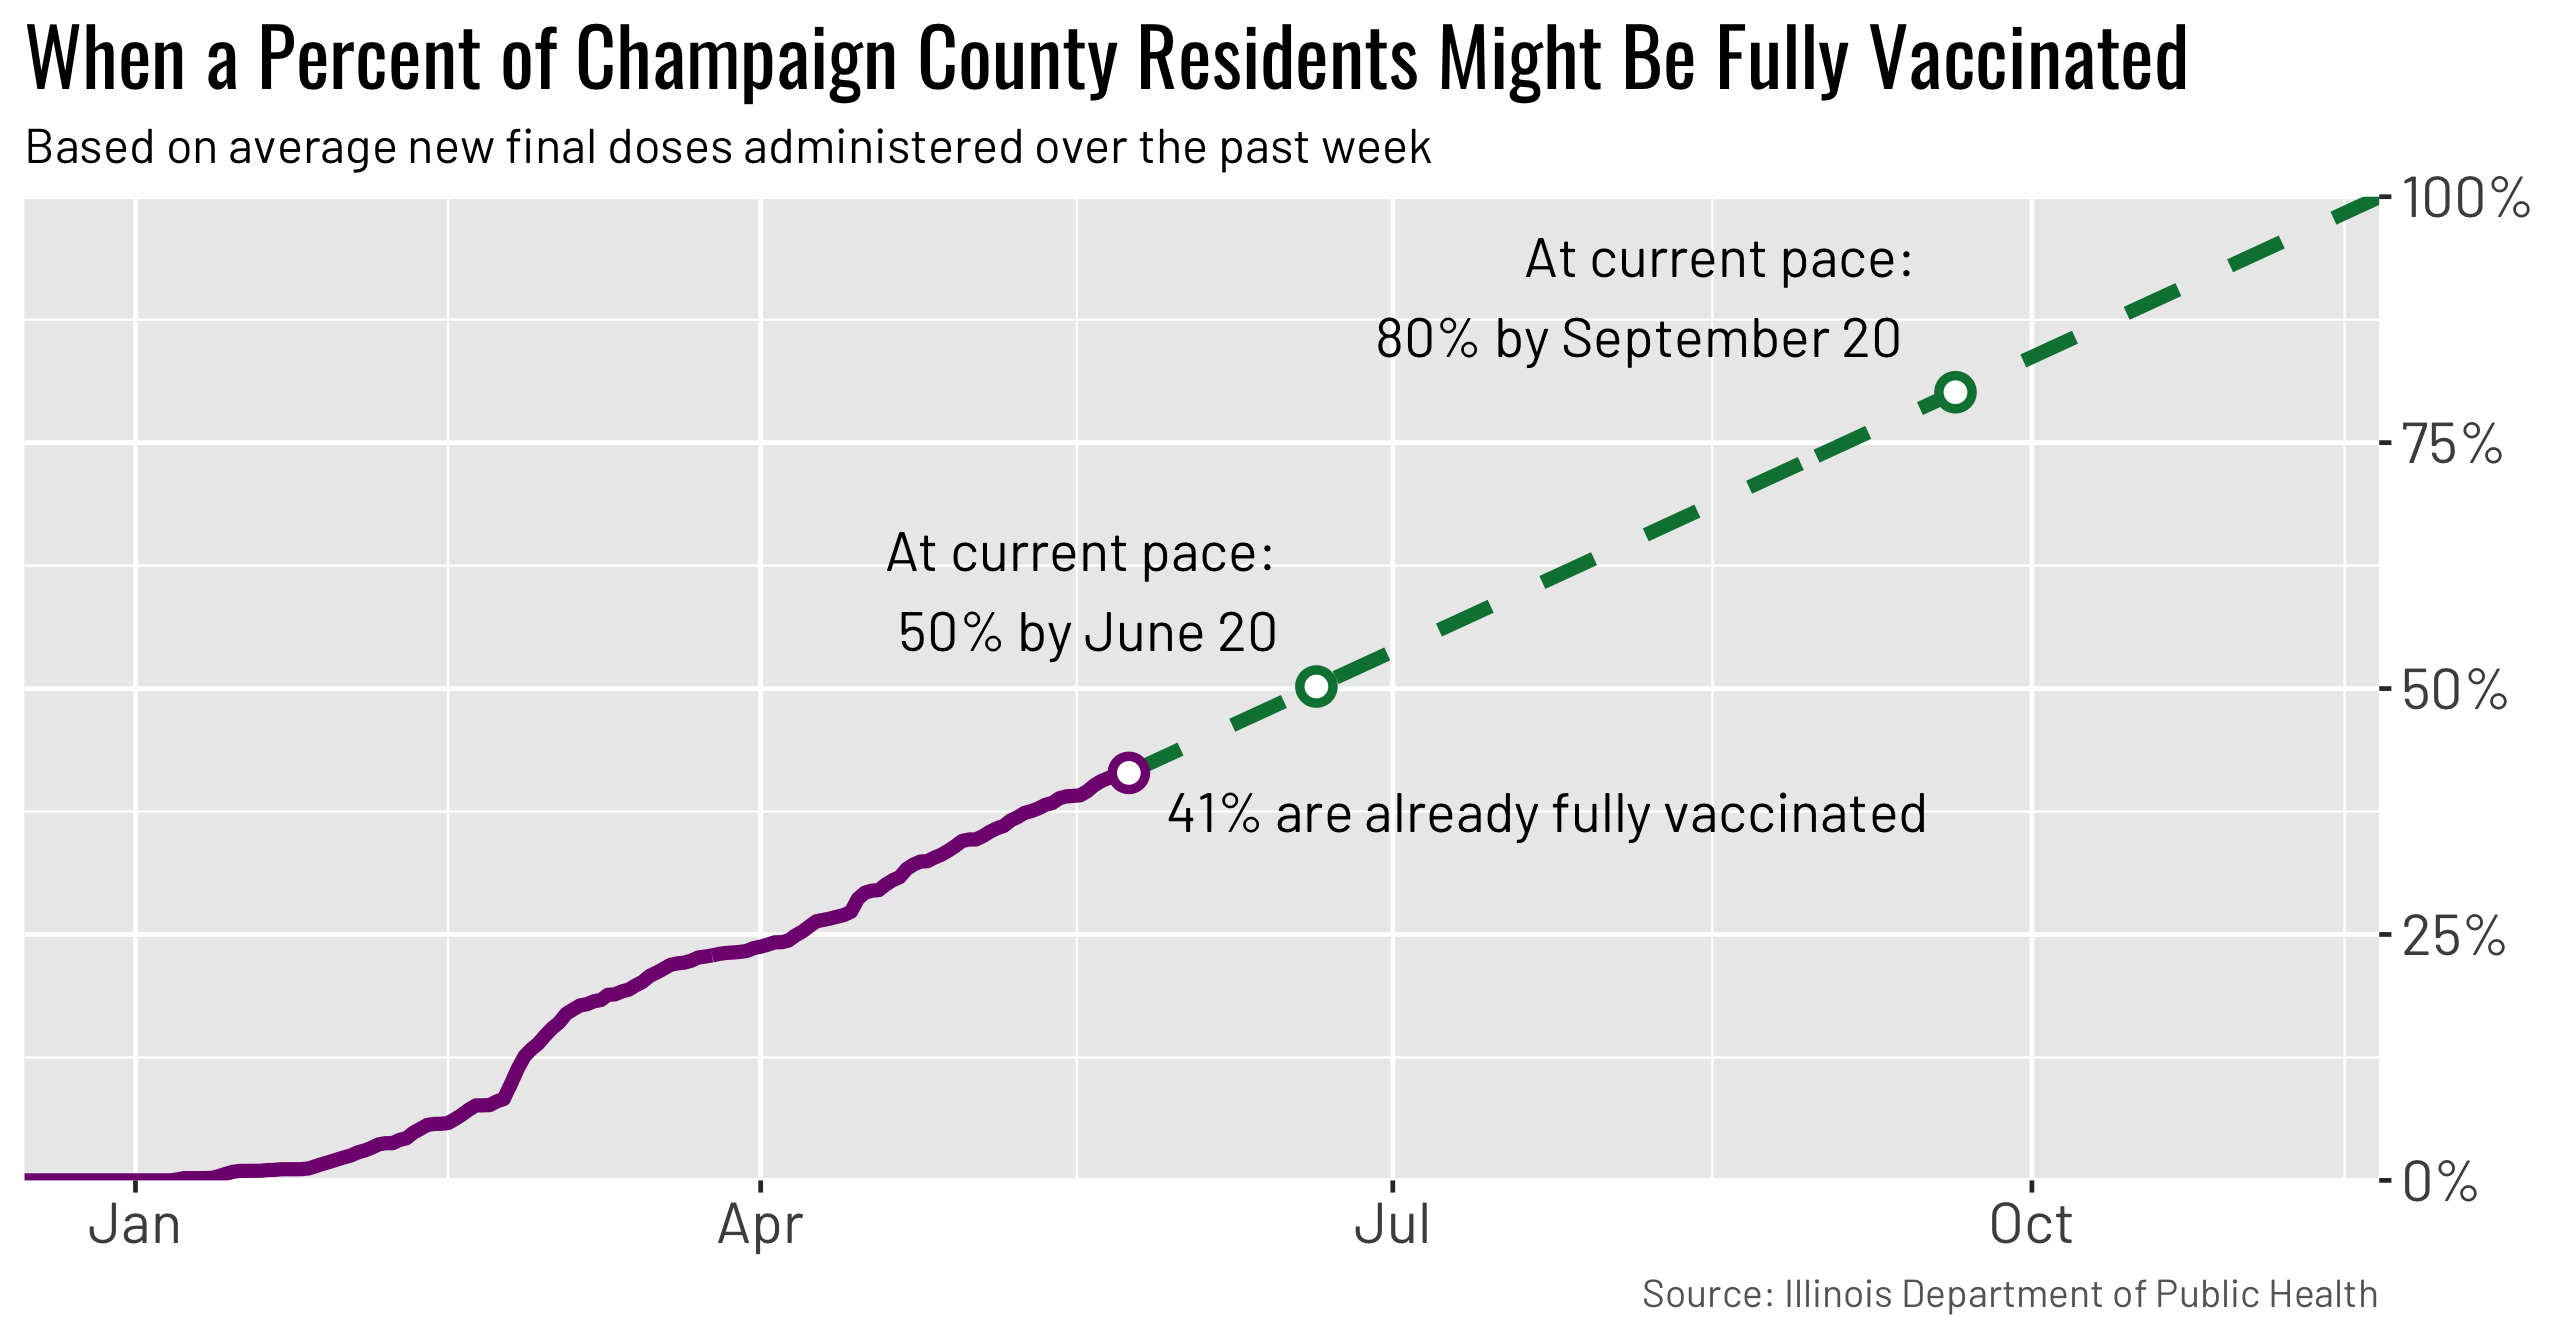 When a Percent of Champaign County Residents Might Be Fully Vaccinated
Based on average new final doses administered over the past week
100%
At current pace:
80% by September 20
75%
At current pace:
50% by June 20
50%
41% are already fully vaccinated
25%
0%
Jan Apr Jul Oct
Source: Illinois Department of Public Health